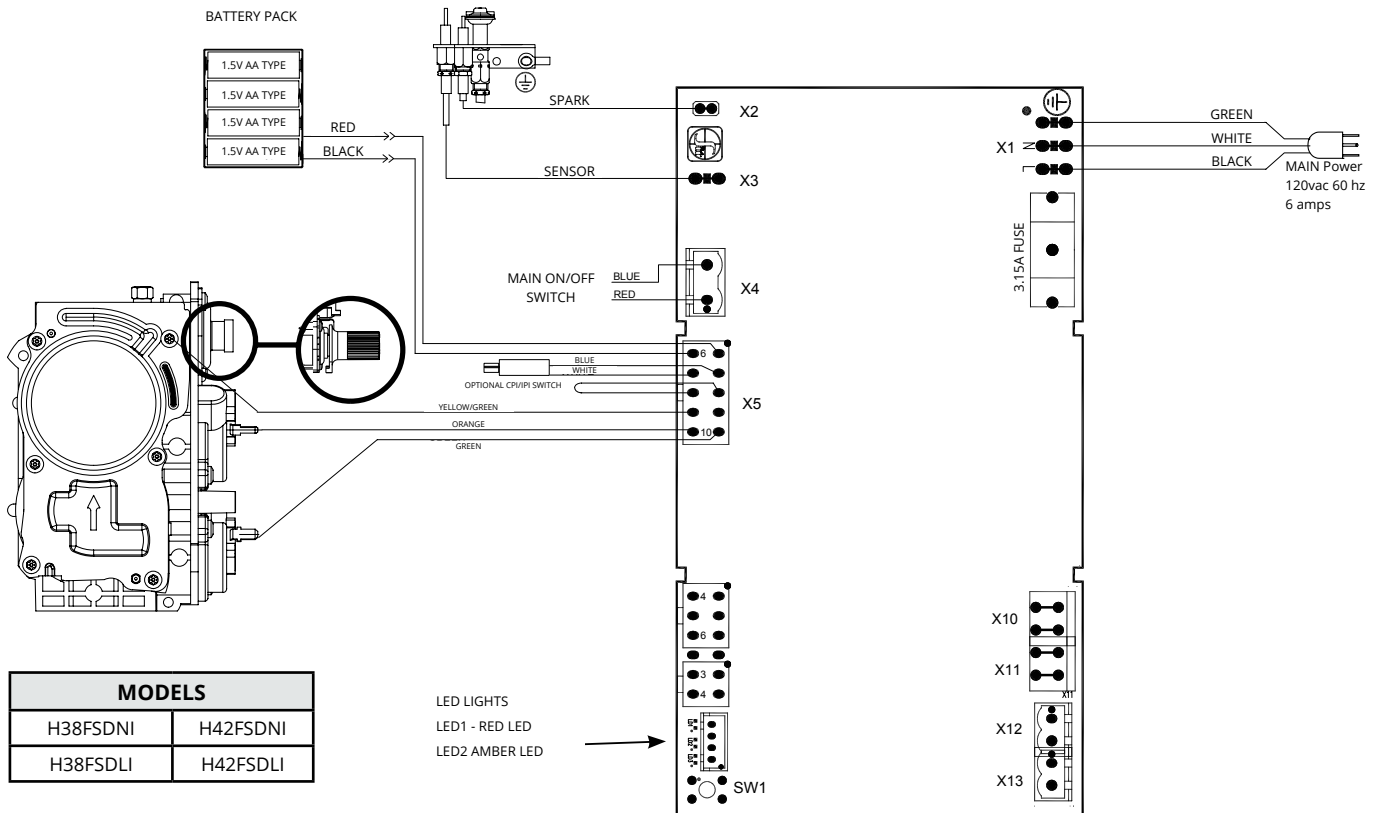 BATTERY PACK
1.5V AA TYPE
1.5V AA TYPE
1.5V AA TYPE
1.5V AA TYPE
RED
BLACK
SPARK
X2
SENSOR
X3
GREEN
WHITE
BLACK
X1
N
L
MAIN Power
120vac 60 hz
6 amps
3.15A FUSE
MAIN ON/OFF
SWITCH
BLUE
RED
X4
6
BLUE
WHITE
OPTIONAL CPI/IPI SWITCH
X5
YELLOW/GREEN
ORANGE
10
GREEN
4
6
3
4
X10
X11
X11
X12
X13
LED LIGHTS
LED1 - RED LED
LED2 AMBER LED
SW1
MODELS
H38FSDNI H42FSDNI
H38FSDLI H42FSDLI